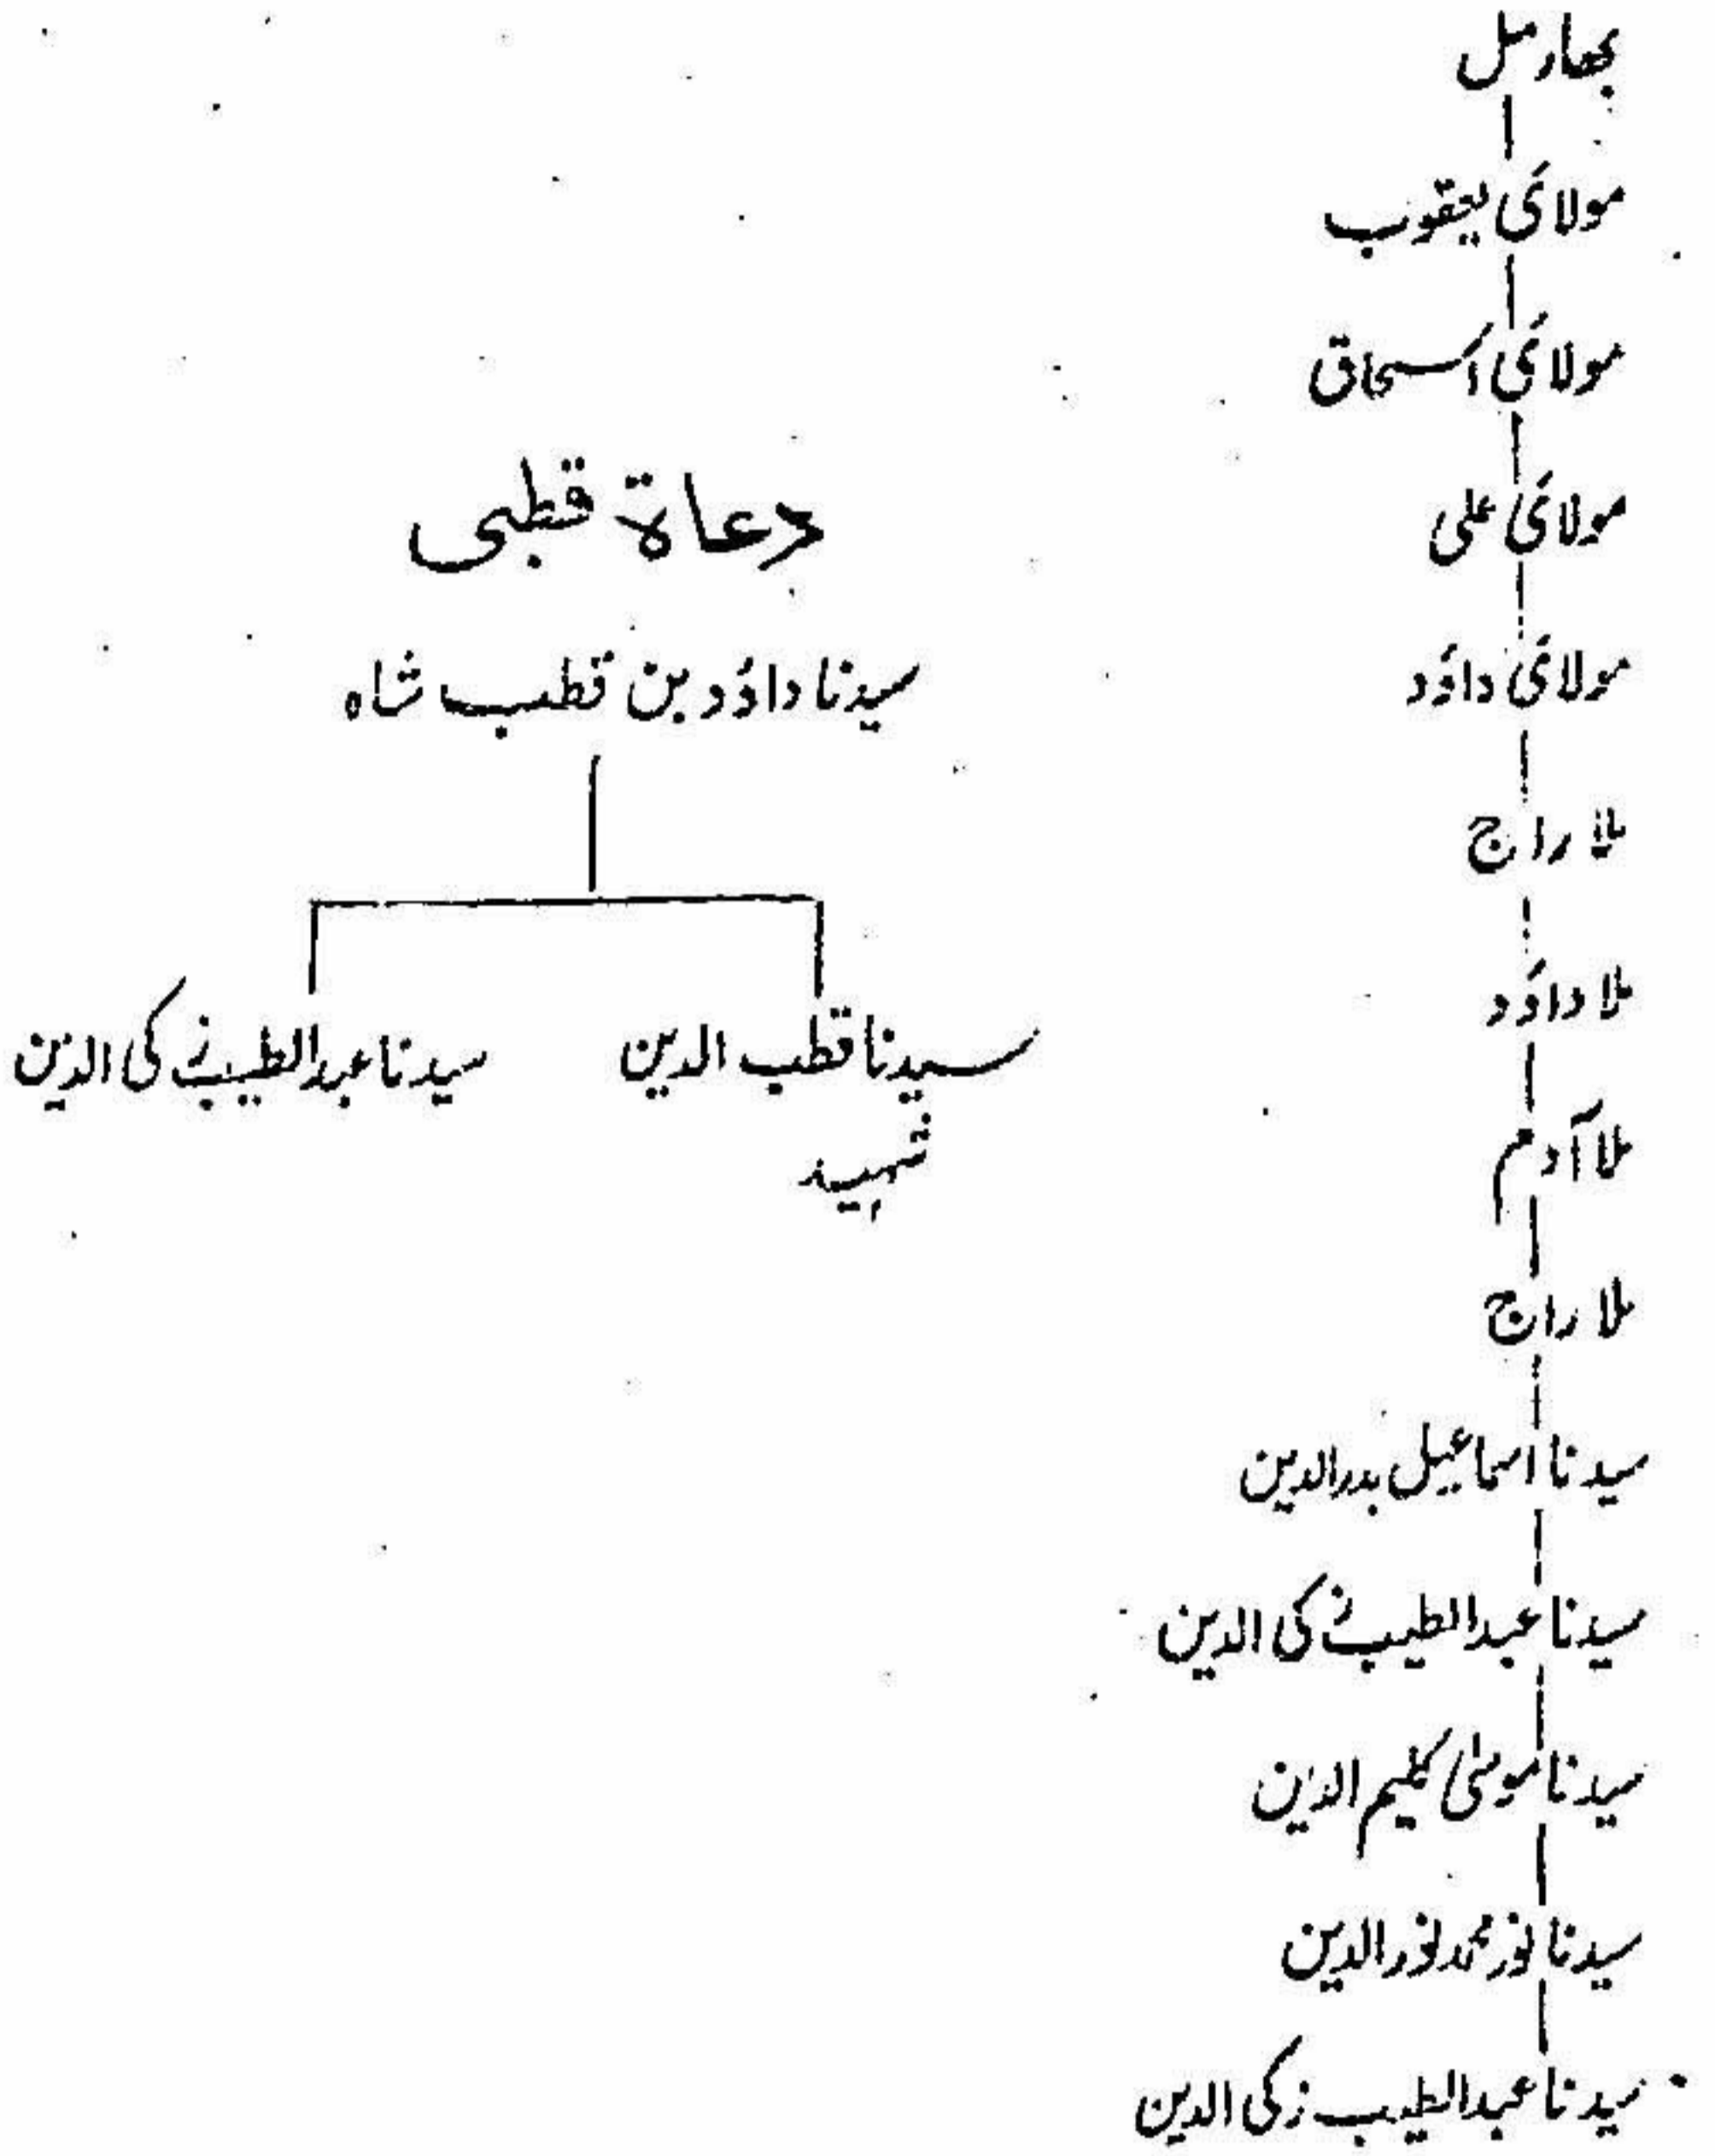 بھارمل
مولائی یعقوب
مولائی اسحاق
مولائی علی
مولائی داؤد
ملا راج
ملا داؤد
ملا آدم
ملا راج
سیدنا اسماعیل بدرالدین
سیدنا عبدالطیب زکی الدین
سیدنا موسیٰ کلیم الدین
سیدنا نور محمد نورالدین
سیدنا عبدالطیب زکی الدین
دعاۃ قطبی
سیدنا داؤد بن قطب شاہ
سیدنا قطب الدین شہید
سیدنا عبدالطیب زکی الدین